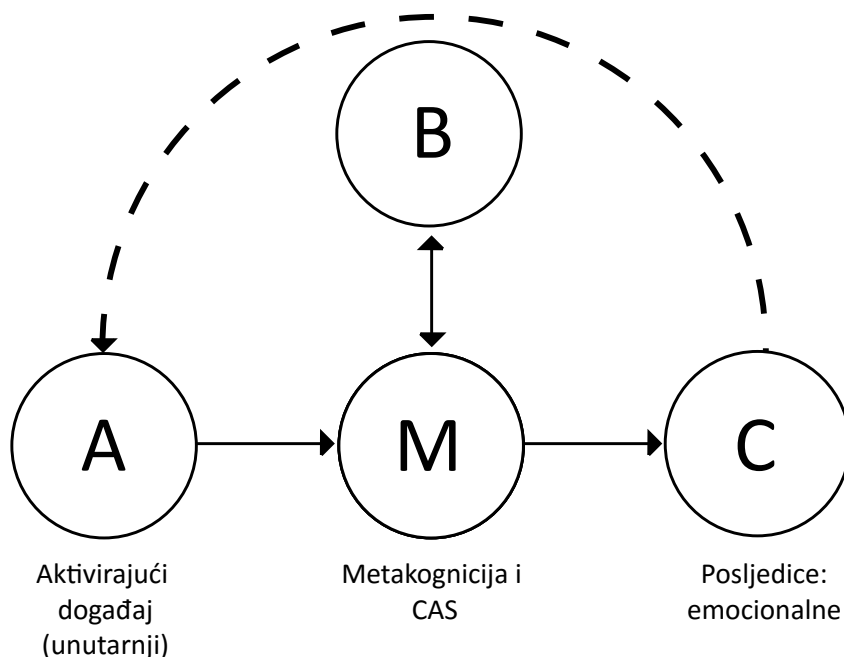 B
A
M
C
Aktivirajući
događaj
(unutarnji)
Metakognicija i
CAS
Posljedice:
emocionalne